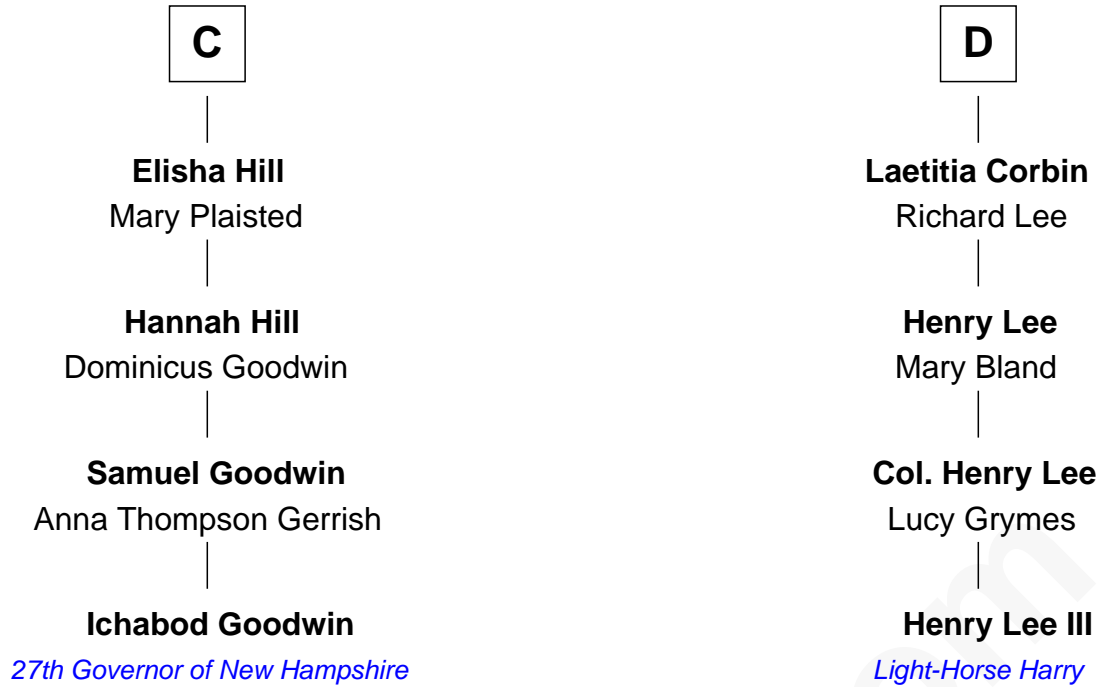 C
Elisha Hill
Mary Plaisted
Hannah Hill
Dominicus Goodwin
Samuel Goodwin
Anna Thompson Gerrish
Ichabod Goodwin
27th Governor of New Hampshire
D
Laetitia Corbin
Richard Lee
Henry Lee
Mary Bland
Col. Henry Lee
Lucy Grymes
Henry Lee III
Light-Horse Harry